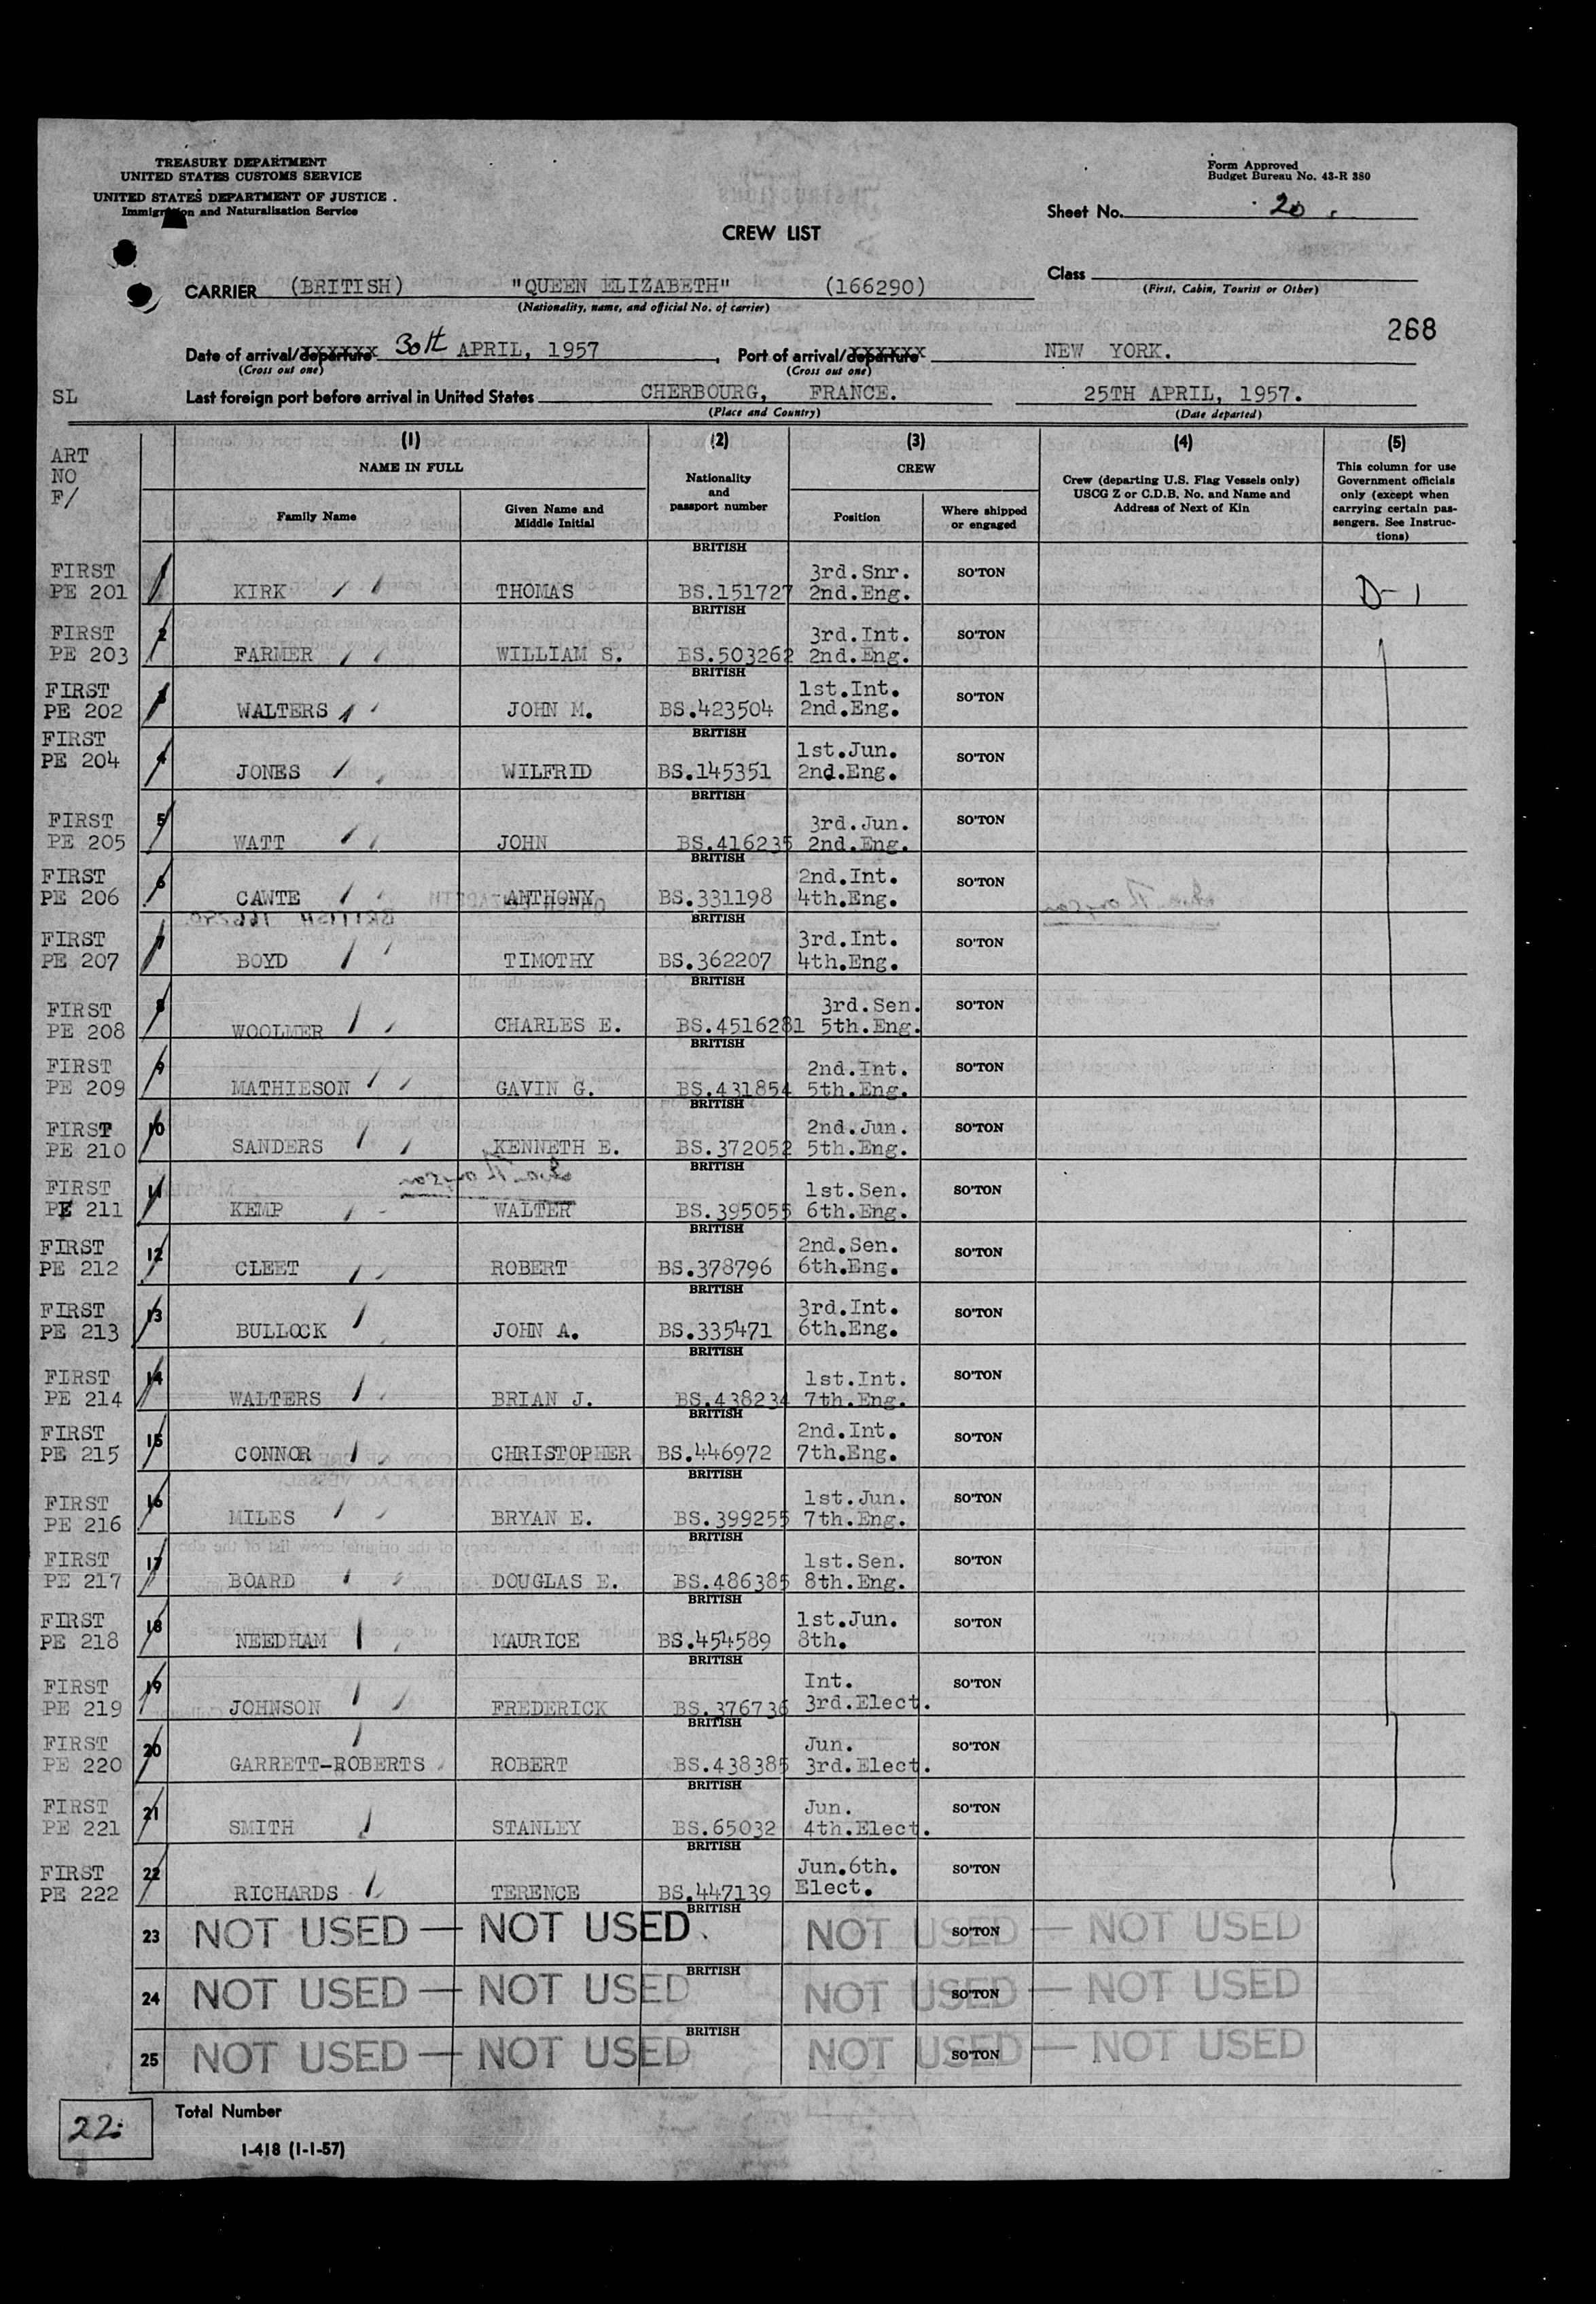 TREASURY DEPARTMENT
UNITED STATES CUSTOMS SERVICE
UNITED STATES DEPARTMENT OF JUSTICE
Immigration and Naturalization Service
Form Approved
Budget Bureau No. 43-R 380
Sheet No. 20
CREW LIST
Class
(First, Cabin, Tourist or Other)
CARRIER (BRITISH) "QUEEN ELIZABETH" (166290)
(Nationality, name, and official No. of carrier)
268
Date of arrival/departure 30th APRIL, 1957, Port of arrival/departure NEW YORK.
(Cross out one) (Cross out one)
SL Last foreign port before arrival in United States CHERBOURG, FRANCE. 25TH APRIL, 1957.
(Place and Country) (Date departed)
ART
NO
F/
(1) (2) (3) (4) (5)
NAME IN FULL
Family Name
Given Name and
Middle Initial
Nationality
and
passport number
CREW
Position
Where shipped
or engaged
Crew (departing U.S. Flag Vessels only)
USCG Z or C.D.B. No. and Name and
Address of Next of Kin
This column for use
Government officials
only (except when
carrying certain pas-
sengers. See Instruc-
tions)
BRITISH
FIRST 1 3rd.Snr. SO'TON
PE 201 KIRK THOMAS BS.151727 2nd.Eng. D-1
BRITISH
FIRST 2 3rd.Int. SO'TON
PE 203 FARMER WILLIAM S. BS.503262 2nd.Eng.
BRITISH
FIRST 3 1st.Int. SO'TON
PE 202 WALTERS JOHN M. BS.423504 2nd.Eng.
BRITISH
FIRST 4 1st.Jun. SO'TON
PE 204 JONES WILFRID BS.145351 2nd.Eng.
BRITISH
FIRST 5 3rd.Jun. SO'TON
PE 205 WATT JOHN BS.416235 2nd.Eng.
BRITISH
FIRST 6 2nd.Int. SO'TON
PE 206 CAWTE ANTHONY BS.331198 4th.Eng.
BRITISH
FIRST 7 3rd.Int. SO'TON
PE 207 BOYD TIMOTHY BS.362207 4th.Eng.
BRITISH
FIRST 8 3rd.Sen. SO'TON
PE 208 WOOLMER CHARLES E. BS.4516281 5th.Eng.
BRITISH
FIRST 9 2nd.Int. SO'TON
PE 209 MATHIESON GAVIN G. BS.431854 5th.Eng.
BRITISH
FIRST 10 2nd.Jun. SO'TON
PE 210 SANDERS KENNETH E. BS.372052 5th.Eng.
BRITISH
FIRST 11 1st.Sen. SO'TON
PE 211 KEMP WALTER BS.395055 6th.Eng.
BRITISH
FIRST 12 2nd.Sen. SO'TON
PE 212 CLEET ROBERT BS.378796 6th.Eng.
BRITISH
FIRST 13 3rd.Int. SO'TON
PE 213 BULLOCK JOHN A. BS.335471 6th.Eng.
BRITISH
FIRST 14 1st.Int. SO'TON
PE 214 WALTERS BRIAN J. BS.438234 7th.Eng.
BRITISH
FIRST 15 2nd.Int. SO'TON
PE 215 CONNOR CHRISTOPHER BS.446972 7th.Eng.
BRITISH
FIRST 16 1st.Jun. SO'TON
PE 216 MILES BRYAN E. BS.399255 7th.Eng.
BRITISH
FIRST 17 1st.Sen. SO'TON
PE 217 BOARD DOUGLAS E. BS.486385 8th.Eng.
BRITISH
FIRST 18 1st.Jun. SO'TON
PE 218 NEEDHAM MAURICE BS.454589 8th.
BRITISH
FIRST 19 Int. SO'TON
PE 219 JOHNSON FREDERICK BS.376736 3rd.Elect.
BRITISH
FIRST 20 Jun. SO'TON
PE 220 GARRETT-ROBERTS ROBERT BS.438385 3rd.Elect.
BRITISH
FIRST 21 Jun. SO'TON
PE 221 SMITH STANLEY BS.65032 4th.Elect.
BRITISH
FIRST 22 Jun.6th. SO'TON
PE 222 RICHARDS TERENCE BS.447139 Elect.
BRITISH
23 NOT USED — NOT USED NOT USED — NOT USED SO'TON
BRITISH
24 NOT USED — NOT USED NOT USED — NOT USED SO'TON
BRITISH
25 NOT USED — NOT USED NOT USED — NOT USED SO'TON
22 Total Number
I-418 (1-1-57)